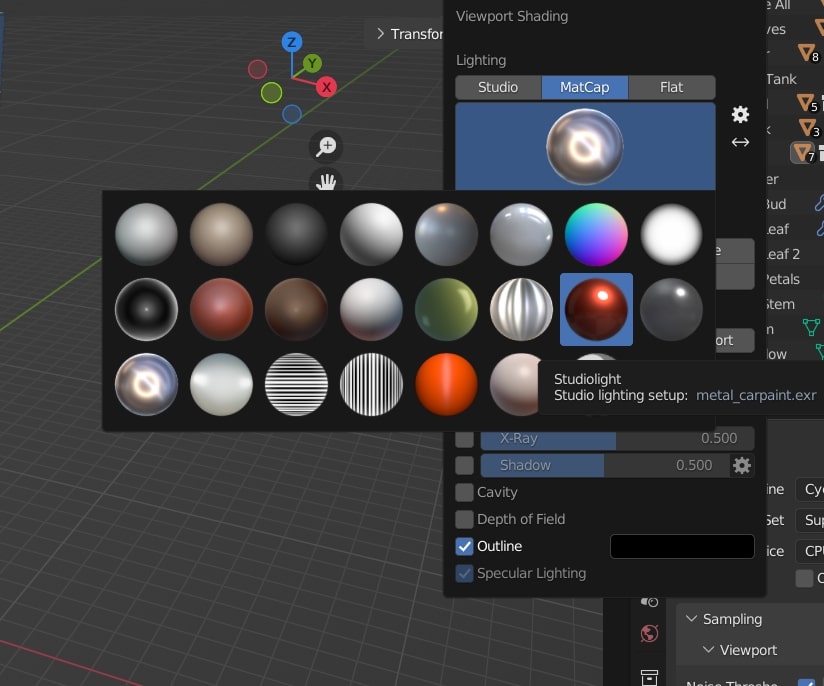 Viewport Shading
Transfor
Z
Y
X
Lighting
Studio
MatCap
Flat
Studiolight
Studio lighting setup: metal_carpaint.exr
X-Ray
0.500
Shadow
0.500
Cavity
Depth of Field
Outline
Specular Lighting
e All
ves
r
8
Tank
5
k
3
7
er
Bud
Leaf
Leaf 2
Petals
Stem
m
low
e
ort
ine
Cy
Set
Sup
ice
CPU
Sampling
Viewport
Noise Thresho